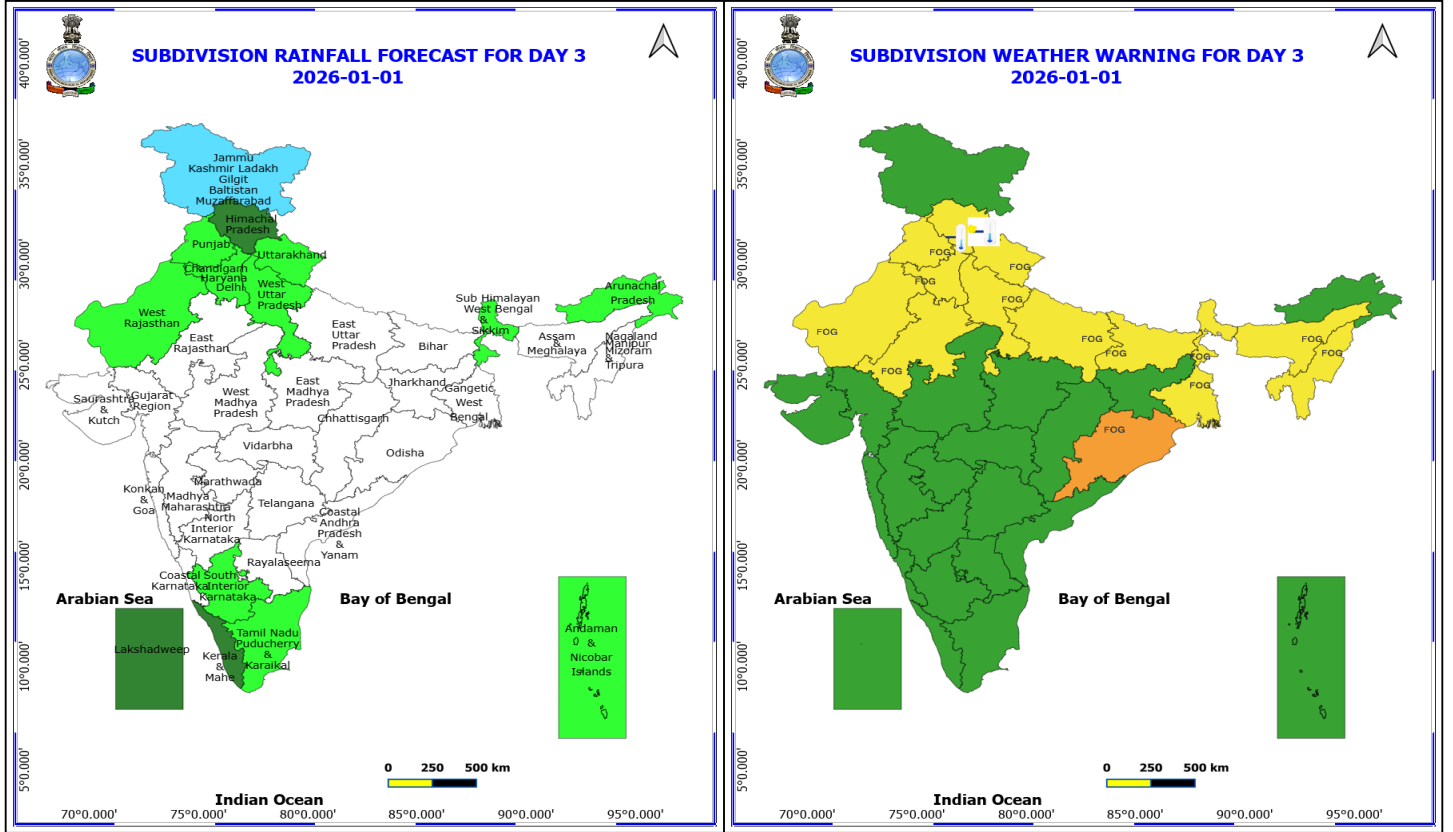 SUBDIVISION RAINFALL FORECAST FOR DAY 3
2026-01-01
40°0.000'
35°0.000'
30°0.000'
25°0.000'
20°0.000'
15°0.000'
10°0.000'
5°0.000'
Jammu
Kashmir Ladakh
Gilgit
Baltistan
Muzaffarabad
Himachal
Pradesh
Punjab
Uttarakhand
Chandigarh
Haryana
Delhi
West
Uttar
Pradesh
West
Rajasthan
East
Rajasthan
East
Uttar
Pradesh
Bihar
Sub Himalayan
West Bengal
&
Sikkim
Arunachal
Pradesh
Assam
&
Meghalaya
Nagaland
Manipur
Mizoram
&
Tripura
Saurashtra
&
Kutch
Gujarat
Region
West
Madhya
Pradesh
East
Madhya
Pradesh
Jharkhand
Gangetic
West
Bengal
Chhattisgarh
Vidarbha
Odisha
Konkan
&
Goa
Madhya
Maharashtra
Marathwada
Telangana
North
Interior
Karnataka
Coastal
Andhra
Pradesh
&
Yanam
Rayalaseema
Coastal
Karnataka
South
Interior
Karnataka
Arabian Sea
Bay of Bengal
Lakshadweep
Kerala
&
Mahe
Tamil Nadu
Puducherry
&
Karaikal
Andaman
&
Nicobar
Islands
0 250 500 km
Indian Ocean
70°0.000' 75°0.000' 80°0.000' 85°0.000' 90°0.000' 95°0.000'
SUBDIVISION WEATHER WARNING FOR DAY 3
2026-01-01
40°0.000'
35°0.000'
30°0.000'
25°0.000'
20°0.000'
15°0.000'
10°0.000'
5°0.000'
FOG
FOG
FOG
FOG
FOG
FOG
FOG
FOG
FOG
FOG
FOG
FOG
FOG
Arabian Sea
Bay of Bengal
0 250 500 km
Indian Ocean
70°0.000' 75°0.000' 80°0.000' 85°0.000' 90°0.000' 95°0.000'